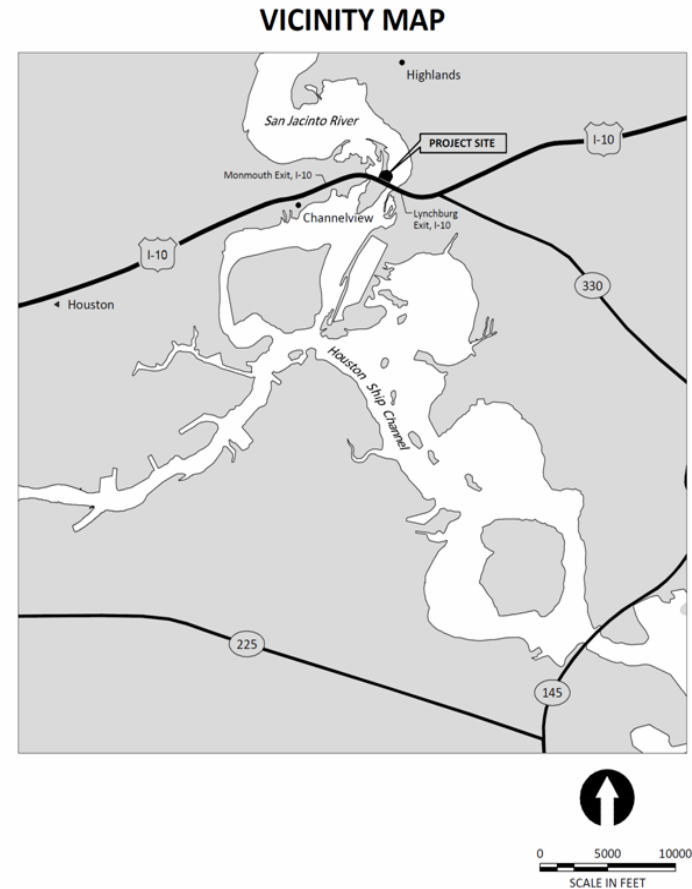 VICINITY MAP
Highlands
San Jacinto River
PROJECT SITE
I-10
Monmouth Exit, I-10
Channelview
Lynchburg
Exit, I-10
I-10
330
Houston
Houston Ship Channel
225
145
0 5000 10000
SCALE IN FEET